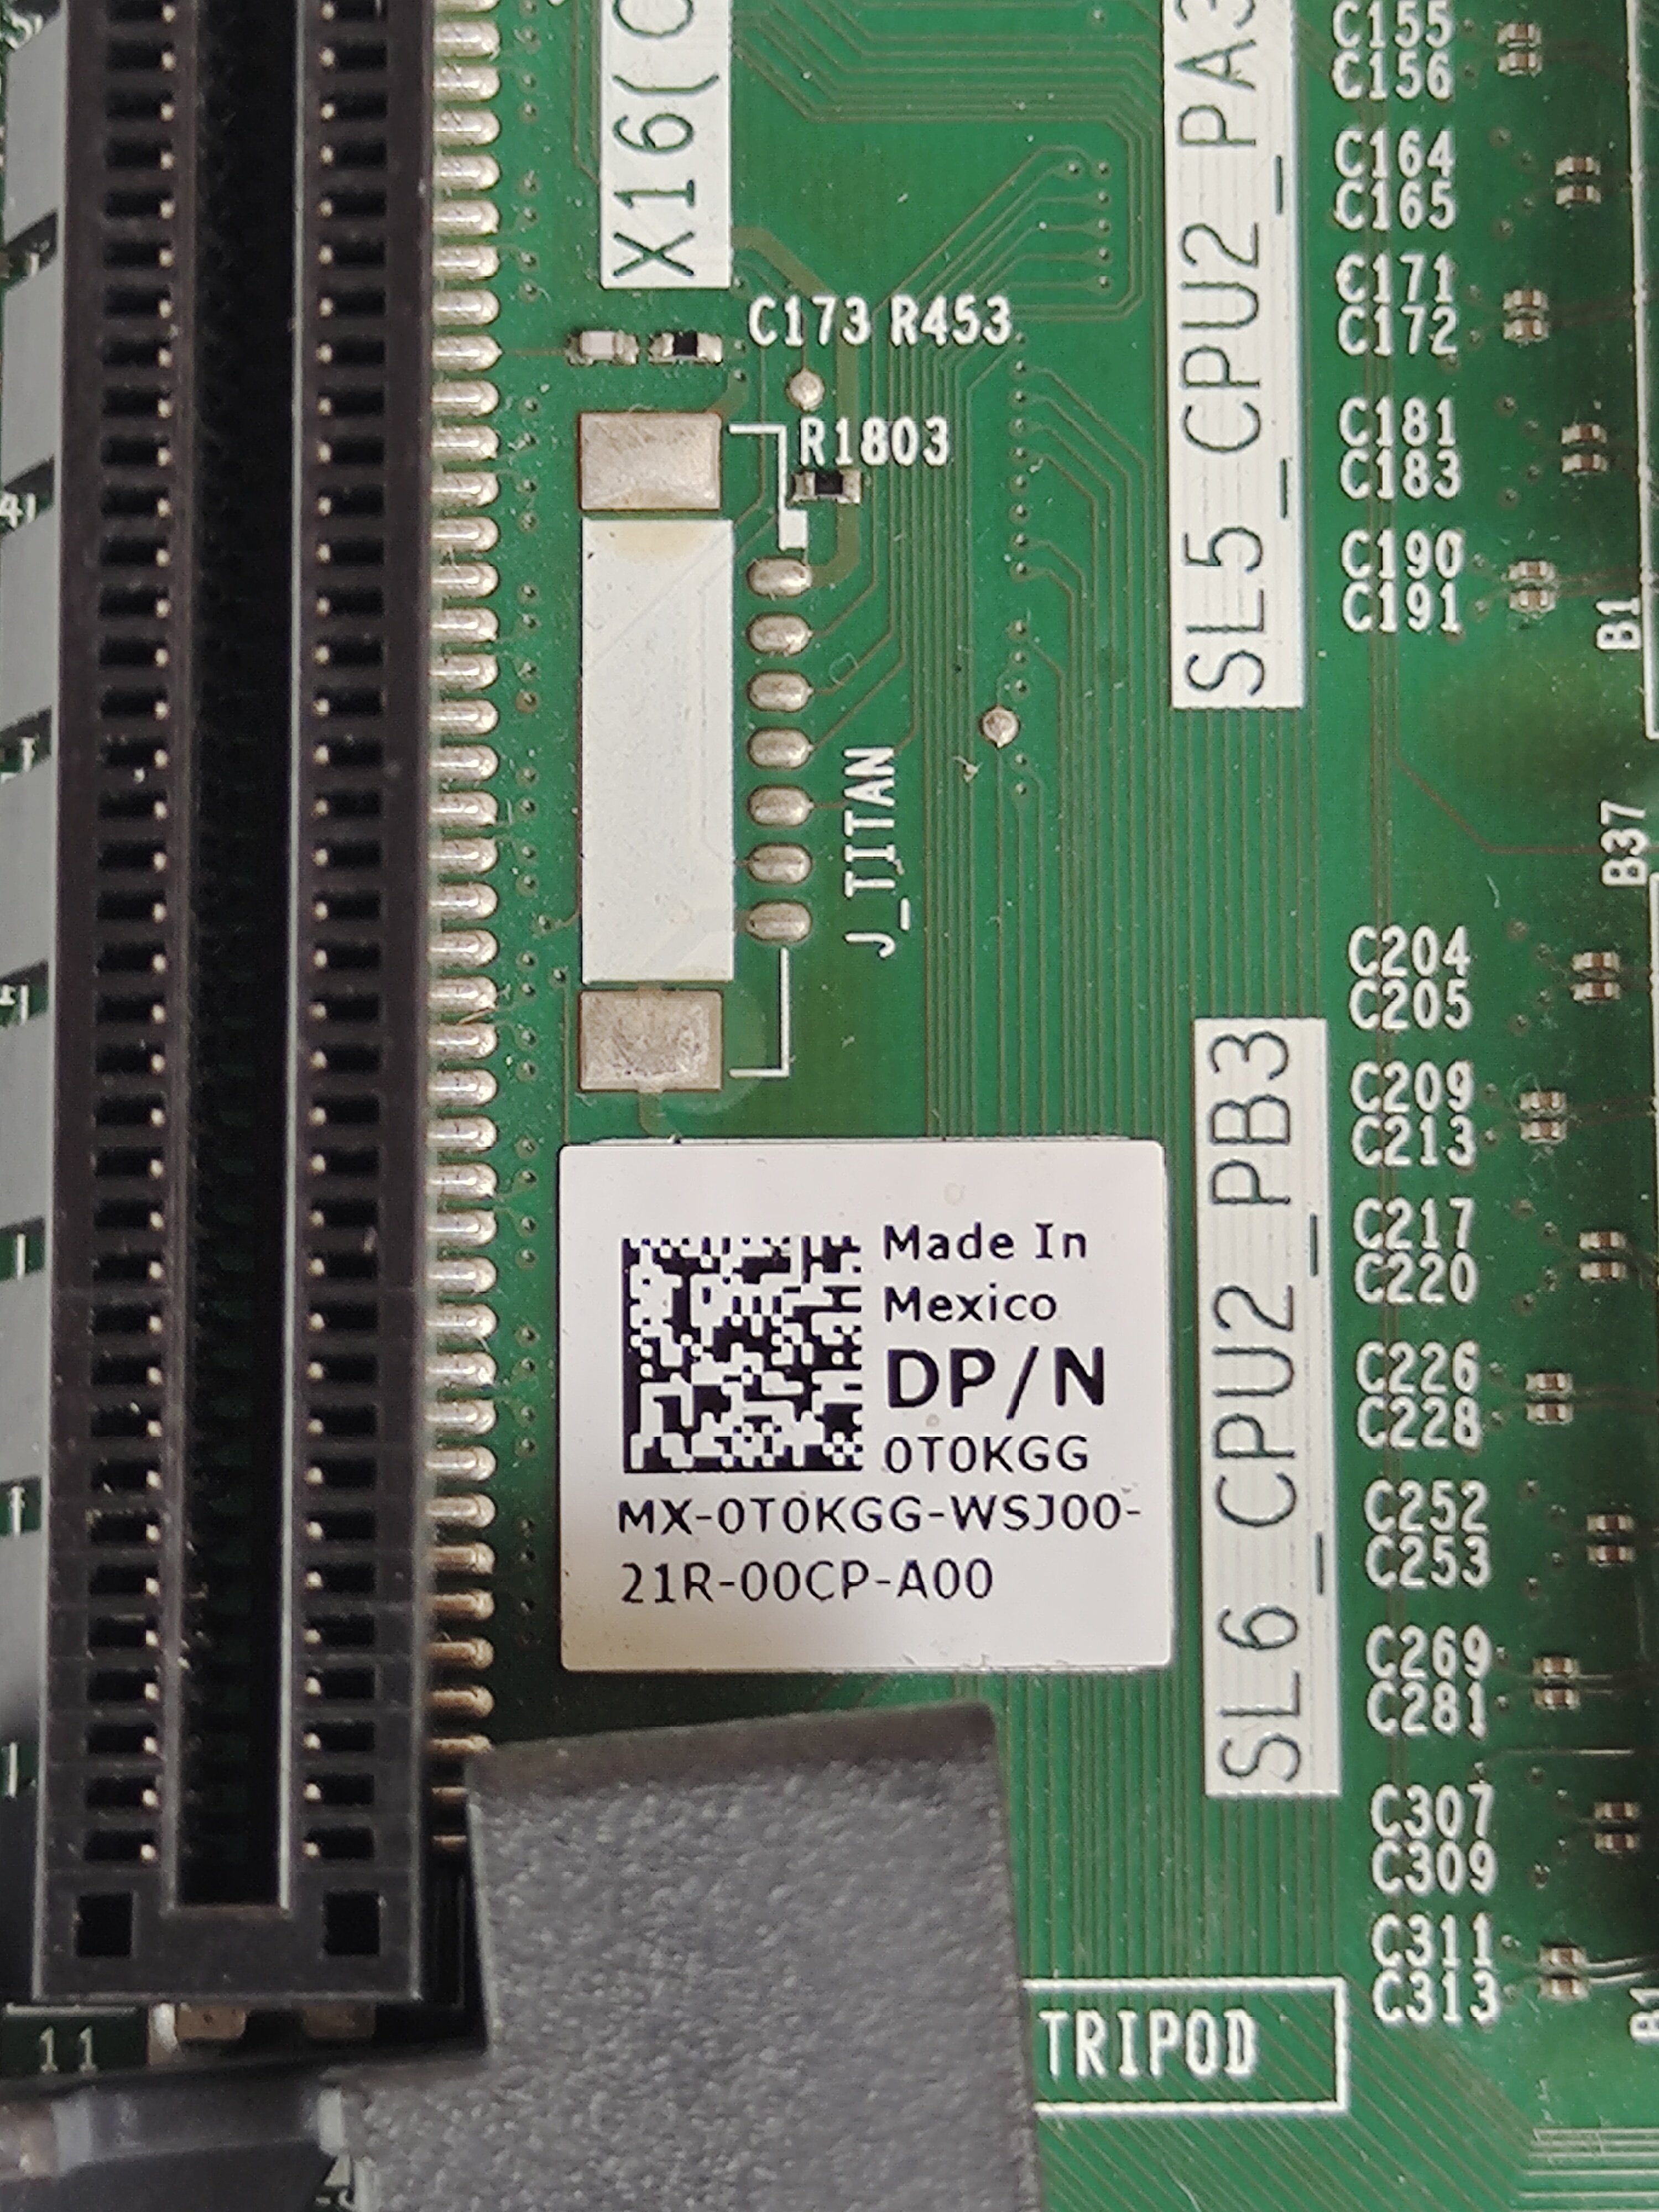 X16(
C173 R453
R1803
J_TITAN
SL5_CPU2_PA3
SL6_CPU2_PB3
C155
C156
C164
C165
C171
C172
C181
C183
C190
C191
B1
B37
C204
C205
C209
C213
C217
C220
C226
C228
C252
C253
C269
C281
C307
C309
C311
C313
B1
Made In
Mexico
DP/N
0T0KGG
MX-0T0KGG-WSJ00-
21R-00CP-A00
TRIPOD
11